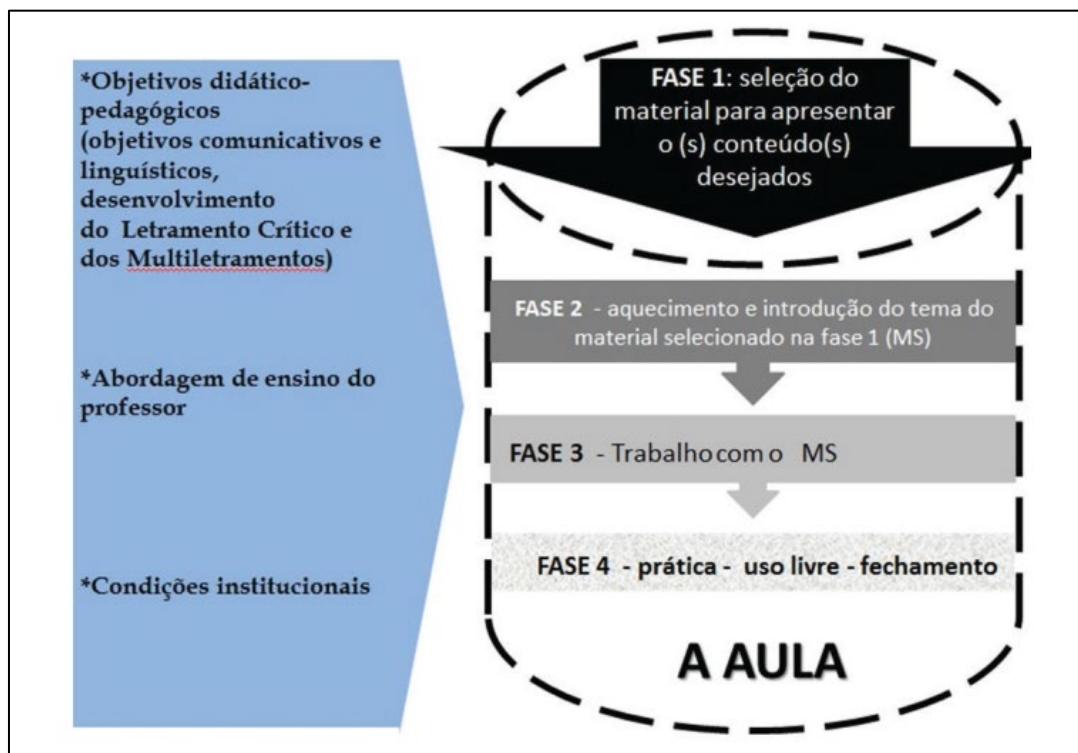 *Objetivos didático-
pedagógicos
(objetivos comunicativos e
linguísticos,
desenvolvimento
do Letramento Crítico e
dos Multiletramentos)
*Abordagem de ensino do
professor
*Condições institucionais
FASE 1: seleção do
material para apresentar
o (s) conteúdo(s)
desejados
FASE 2 - aquecimento e introdução do tema do
material selecionado na fase 1 (MS)
FASE 3 - Trabalho com o MS
FASE 4 - prática - uso livre - fechamento
A AULA